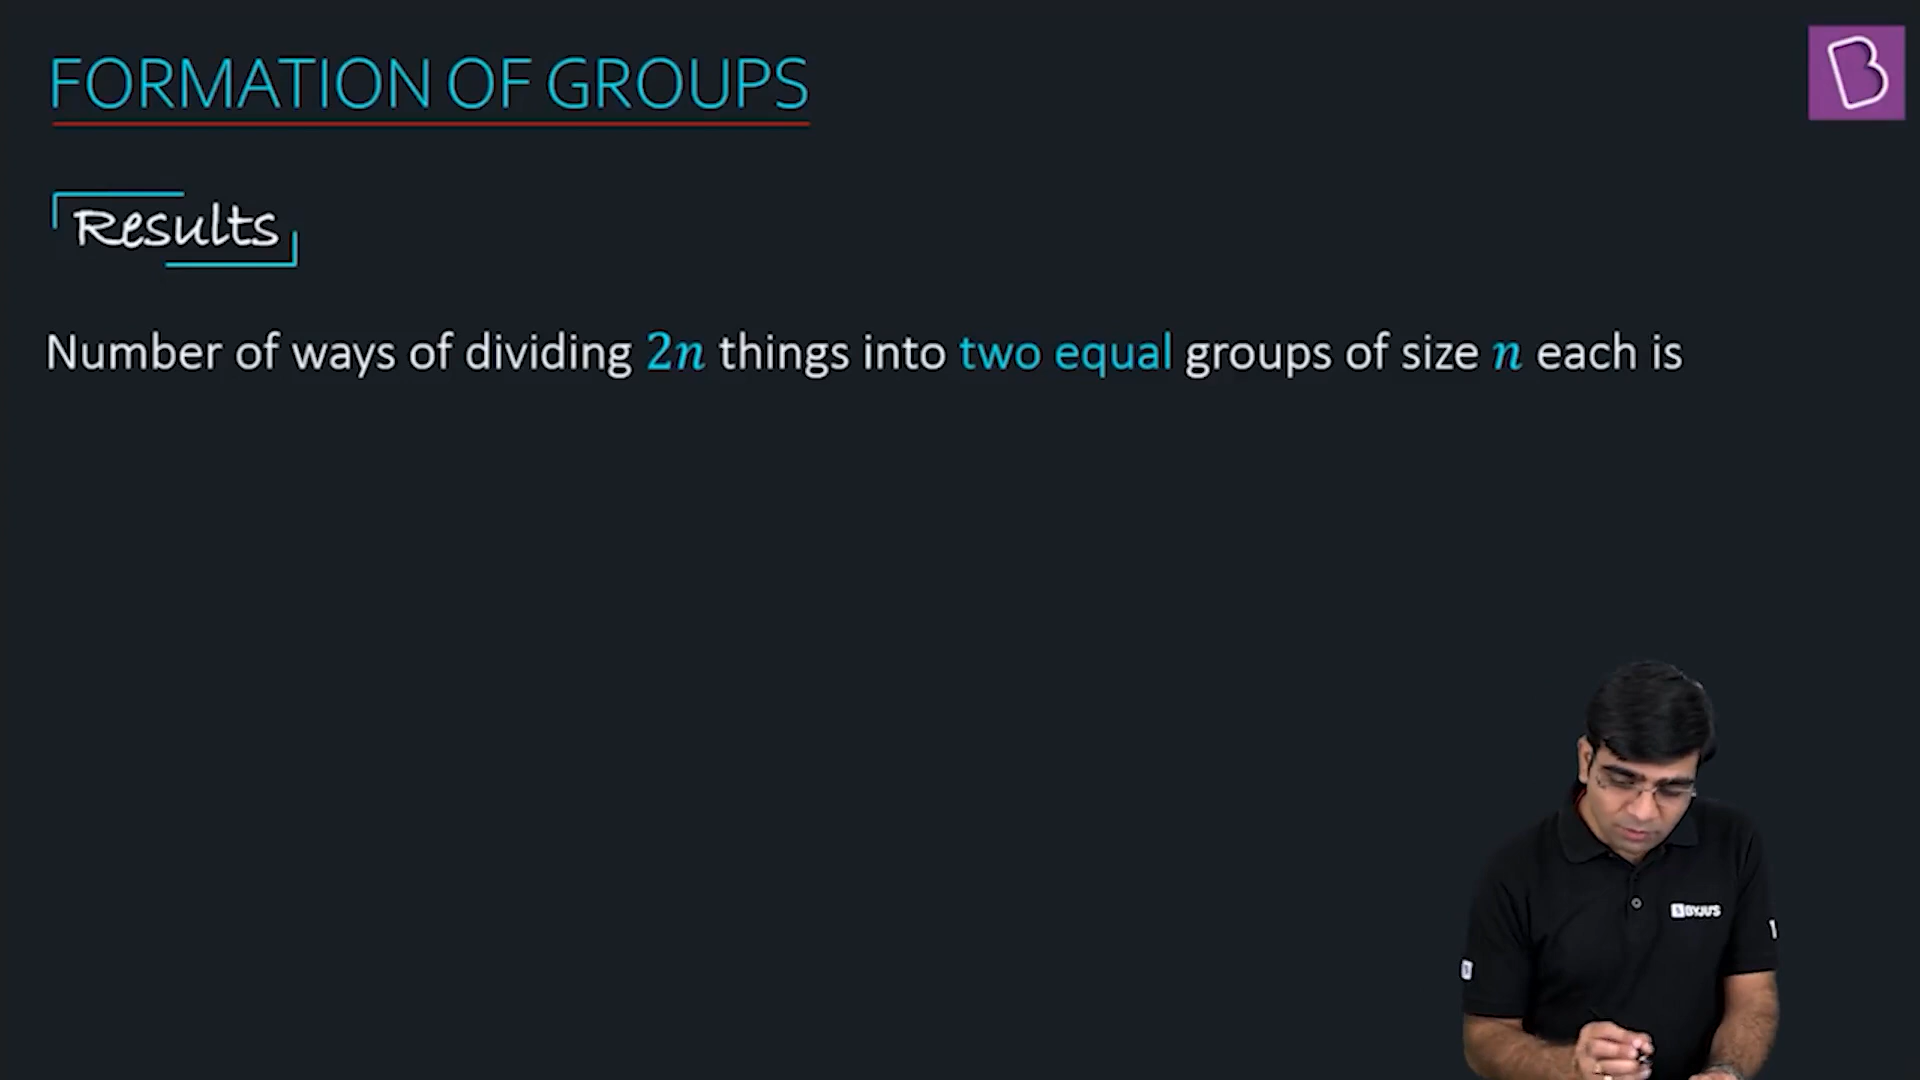 FORMATION OF GROUPS
B
Results
Number of ways of dividing 2n things into two equal groups of size n each is
BYJU'S